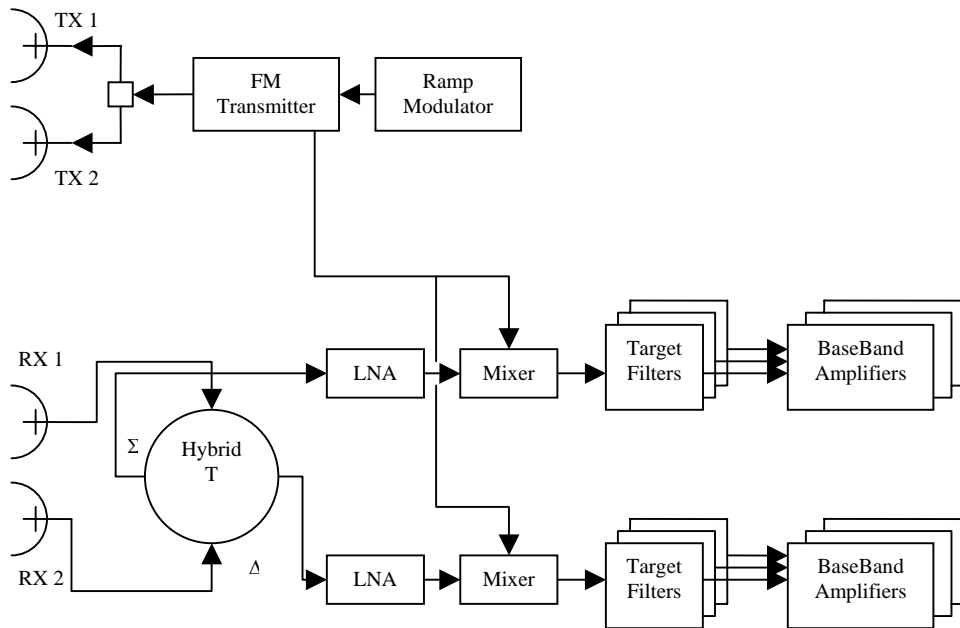 TX 1
FM
Transmitter
Ramp
Modulator
TX 2
RX 1
LNA
Mixer
Target
Filters
BaseBand
Amplifiers
Σ
Hybrid
T
RX 2
Δ
LNA
Mixer
Target
Filters
BaseBand
Amplifiers